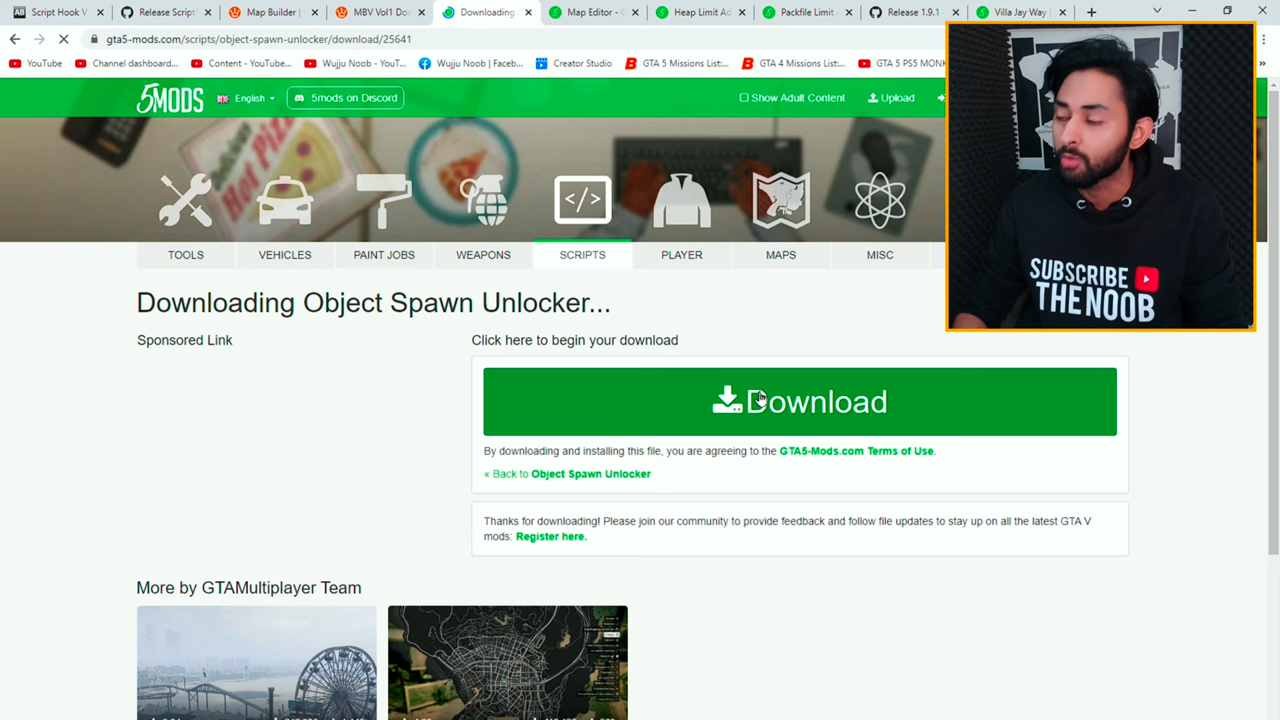 Script Hook V
Release Script
Map Builder |
MBV Vol1 Do
Downloading
Map Editor - G
Heap Limit Ad
Packfile Limit
Release 1.9.1
Villa Jay Way |
gta5-mods.com/scripts/object-spawn-unlocker/download/25641
YouTube
Channel dashboard...
Content - YouTube...
Wujju Noob - YouT...
Wujju Noob | Faceb...
Creator Studio
GTA 5 Missions List:...
GTA 4 Missions List:...
GTA 5 PS5 MONK
5MODS
English
5mods on Discord
Show Adult Content
Upload
Delicious
Hot Pizza
TOOLS
VEHICLES
PAINT JOBS
WEAPONS
SCRIPTS
PLAYER
MAPS
MISC
SUBSCRIBE
THE NOOB
Downloading Object Spawn Unlocker...
Sponsored Link
Click here to begin your download
Download
By downloading and installing this file, you are agreeing to the GTA5-Mods.com Terms of Use.
« Back to Object Spawn Unlocker
Thanks for downloading! Please join our community to provide feedback and follow file updates to stay up on all the latest GTA V
mods: Register here.
More by GTAMultiplayer Team